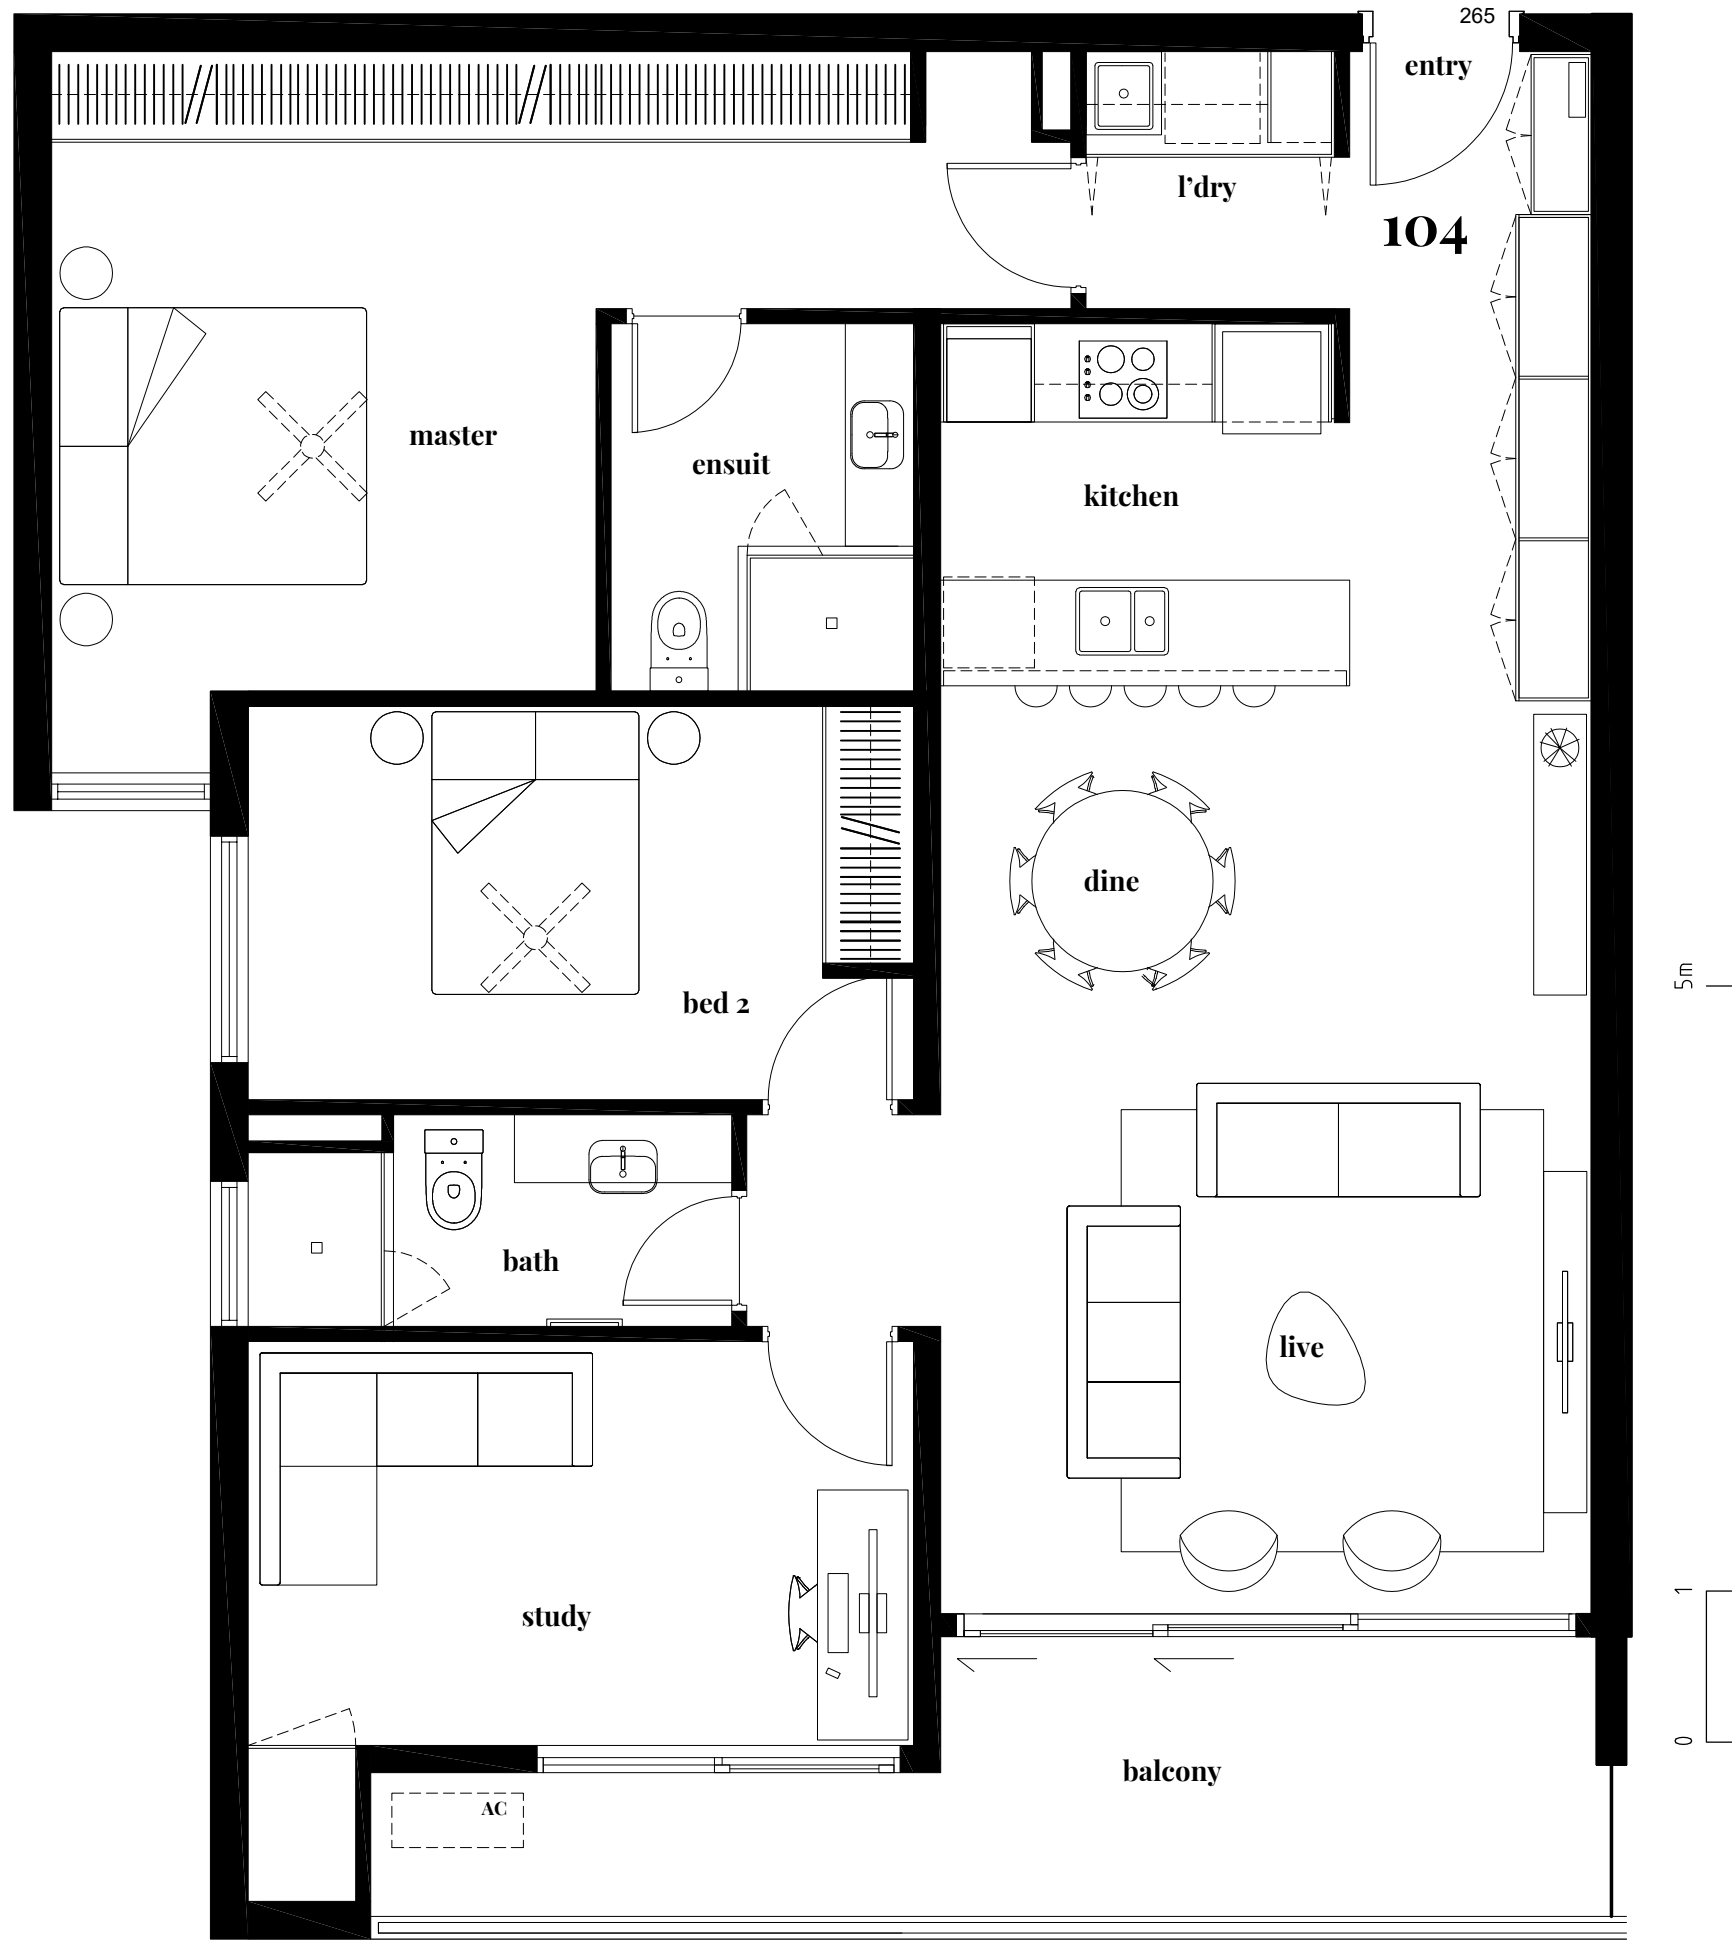 265
entry
l’dry
104
master
ensuit
kitchen
dine
5m
bed 2
bath
live
1
study
0
balcony
AC